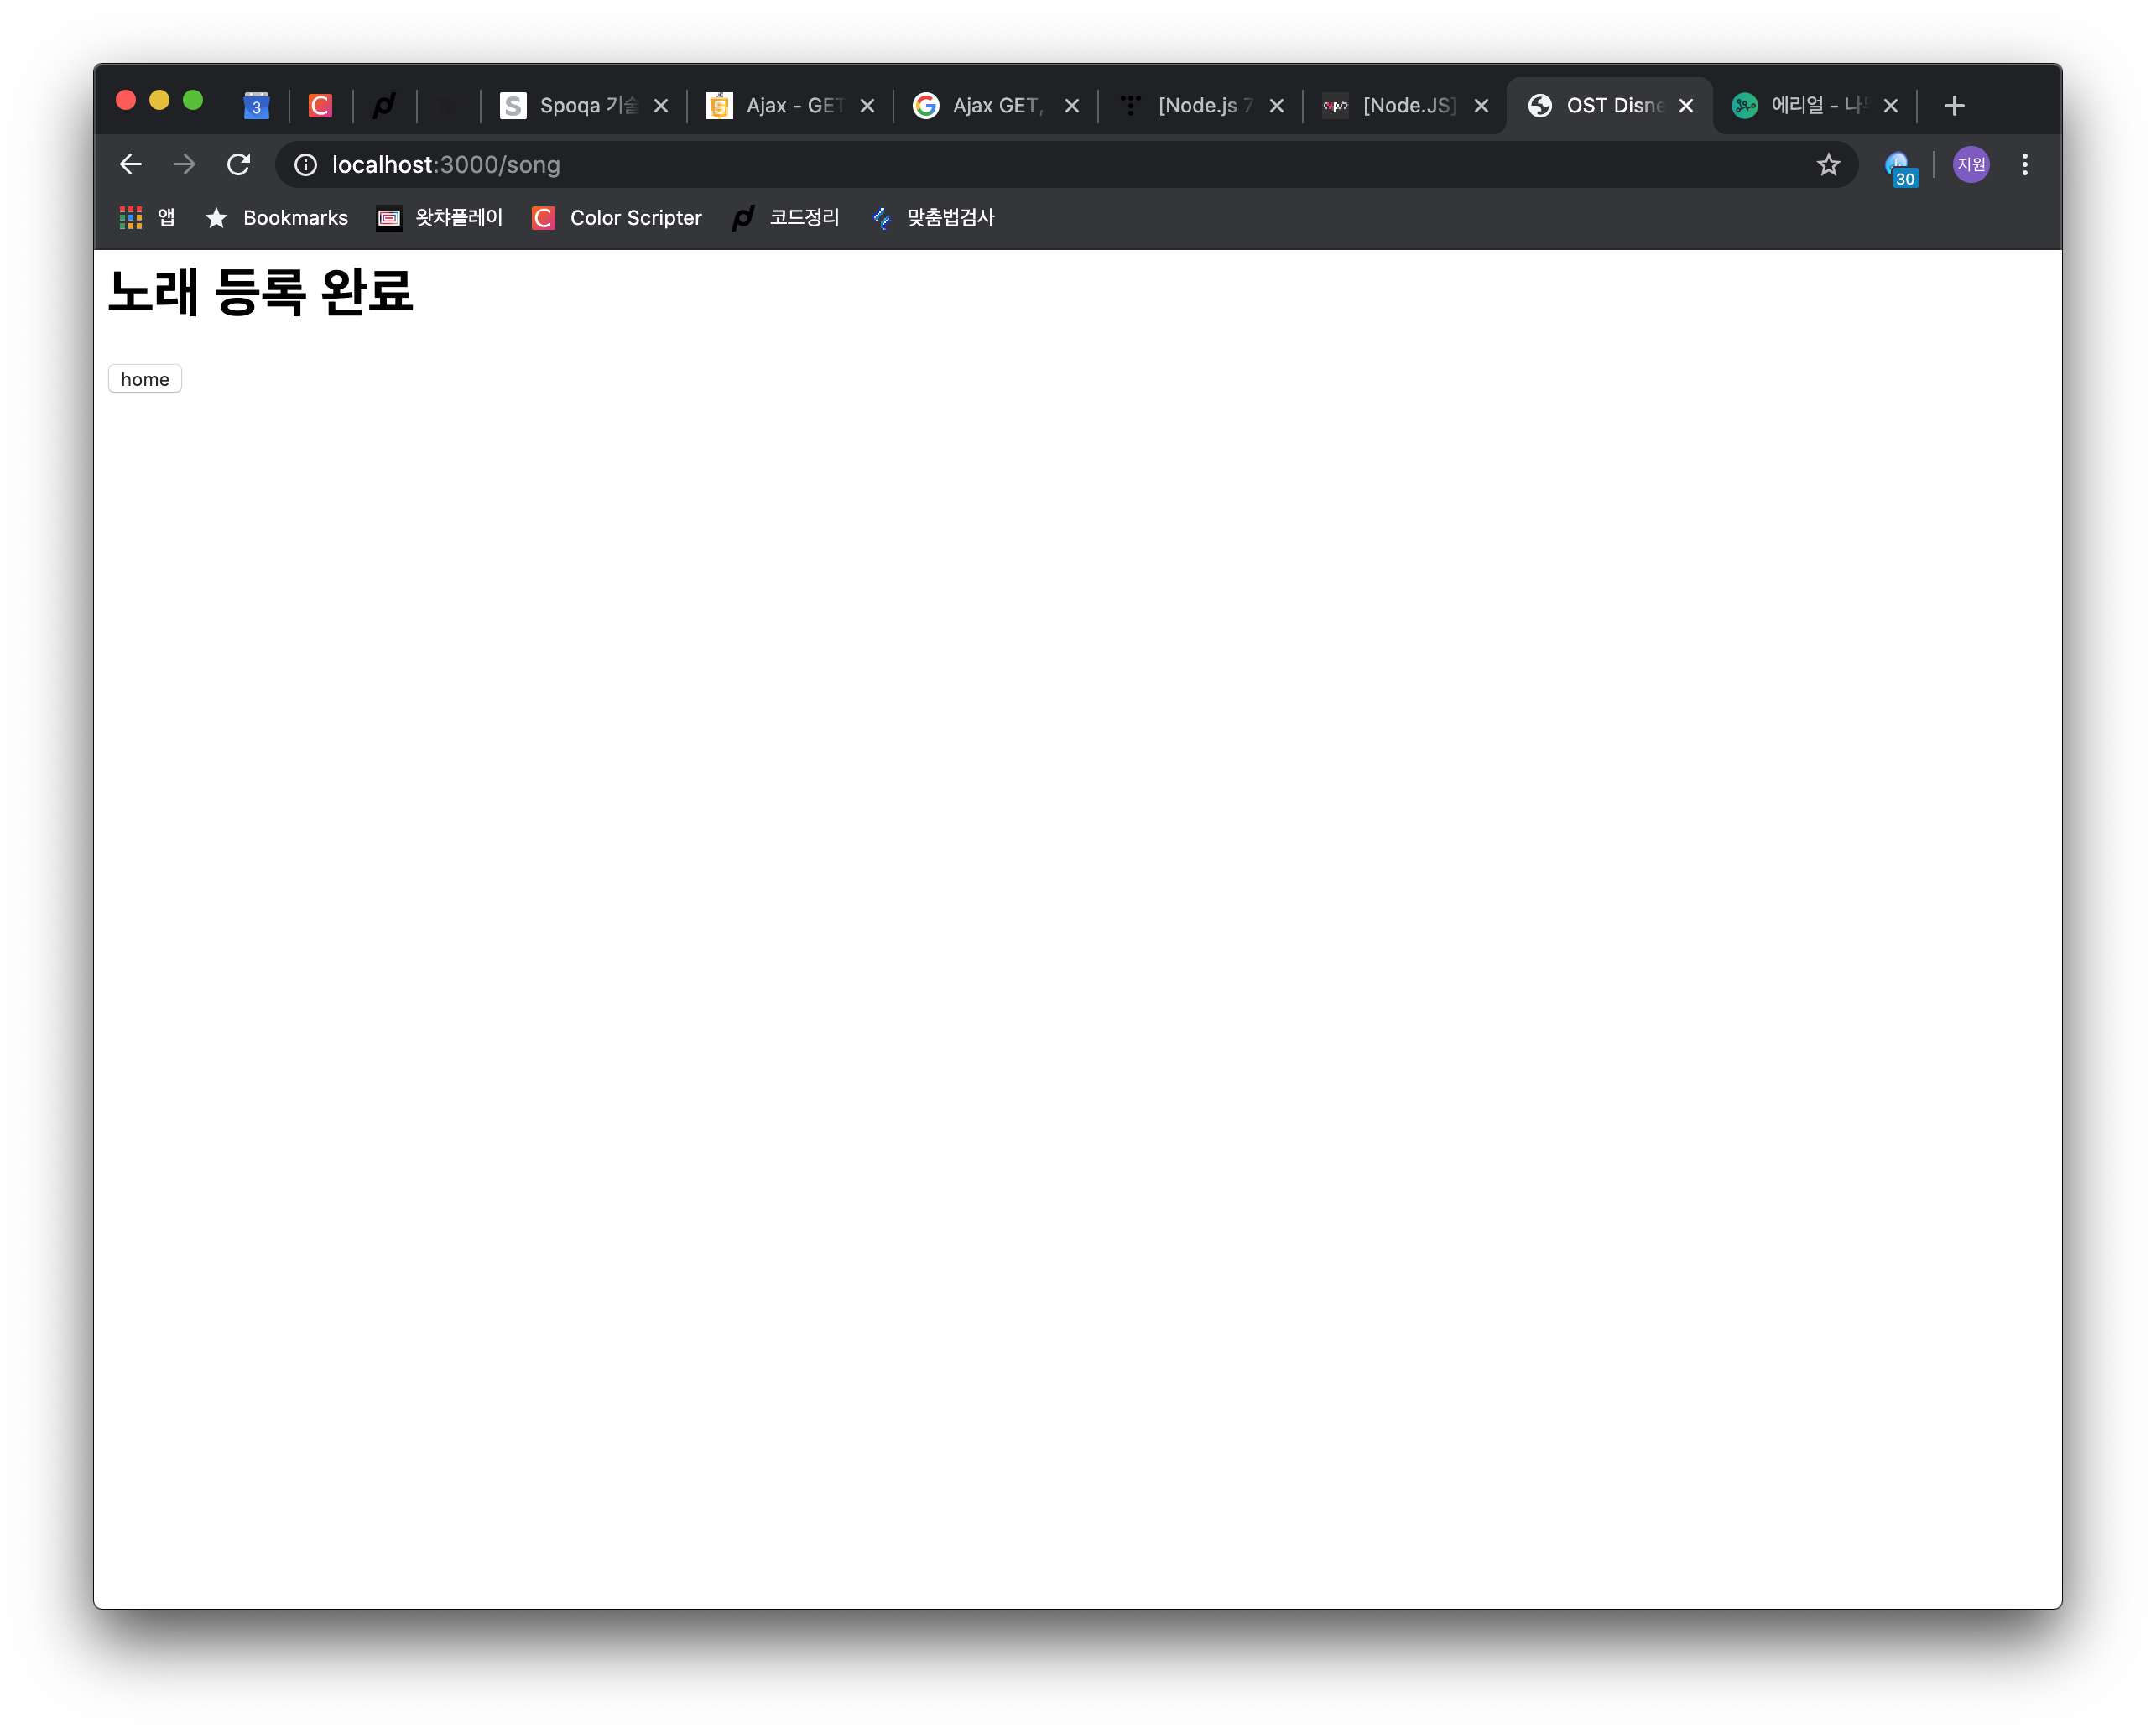 3 Spoqa 기술 Ajax - GET Ajax GET, [Node.js 7 [Node.JS] OST Disne 에리얼 - 나무
localhost:3000/song 30 지원
앱 Bookmarks 왓챠플레이 Color Scripter 코드정리 맞춤법검사
노래 등록 완료
home